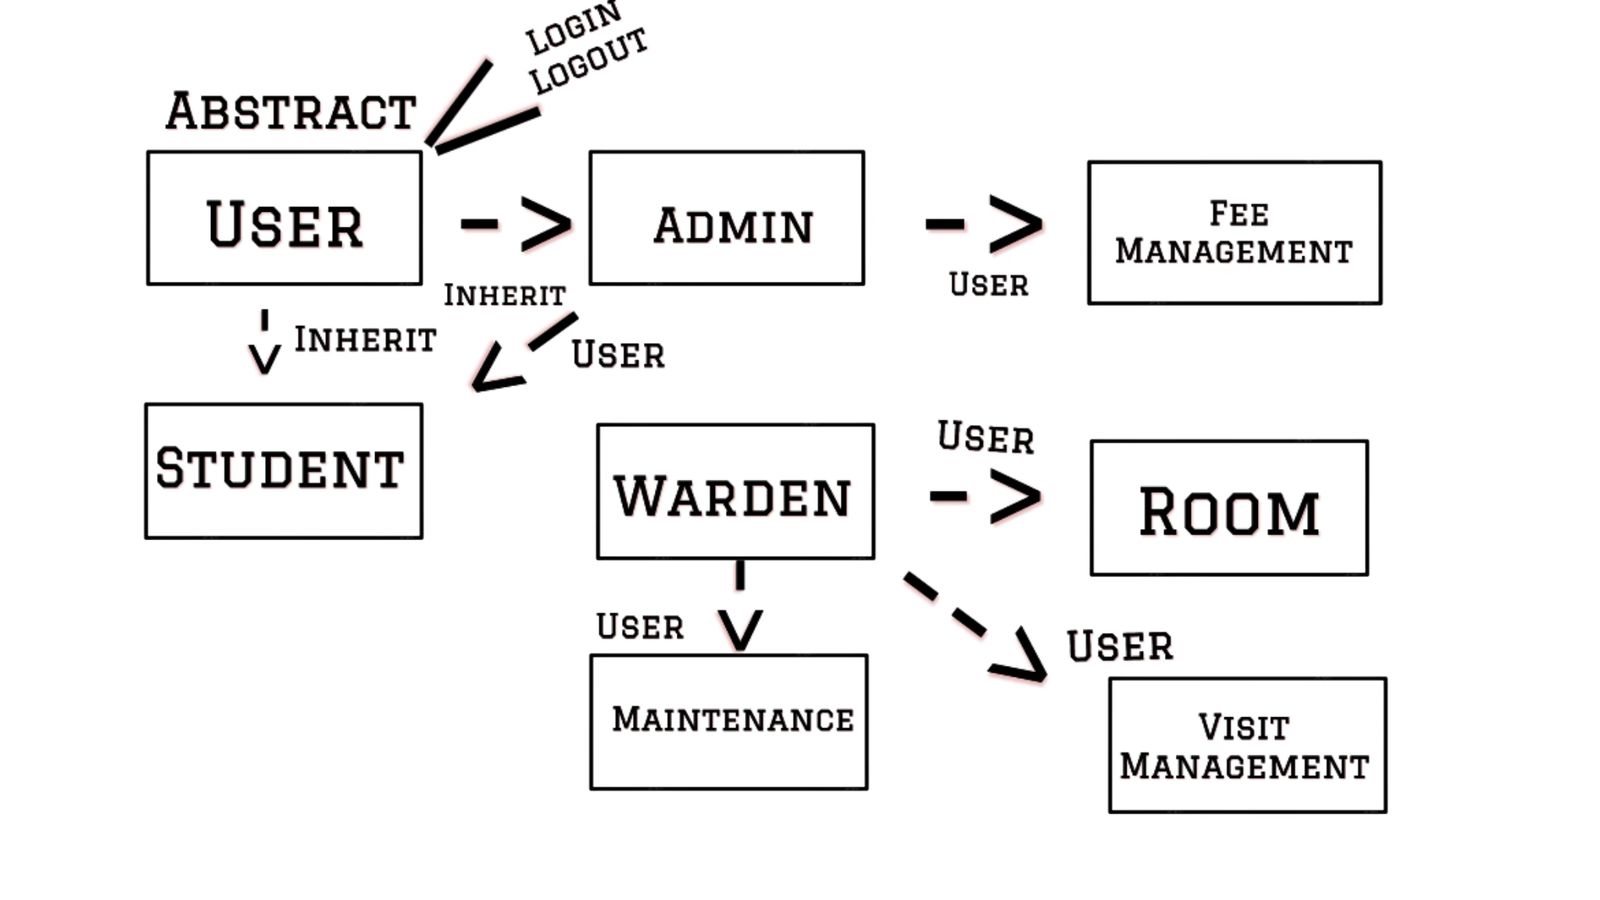 Login
Logout
Abstract
User
Admin
Fee
Management
Inherit
User
Inherit
User
Student
Warden
User
Room
User
Maintenance
User
Visit
Management